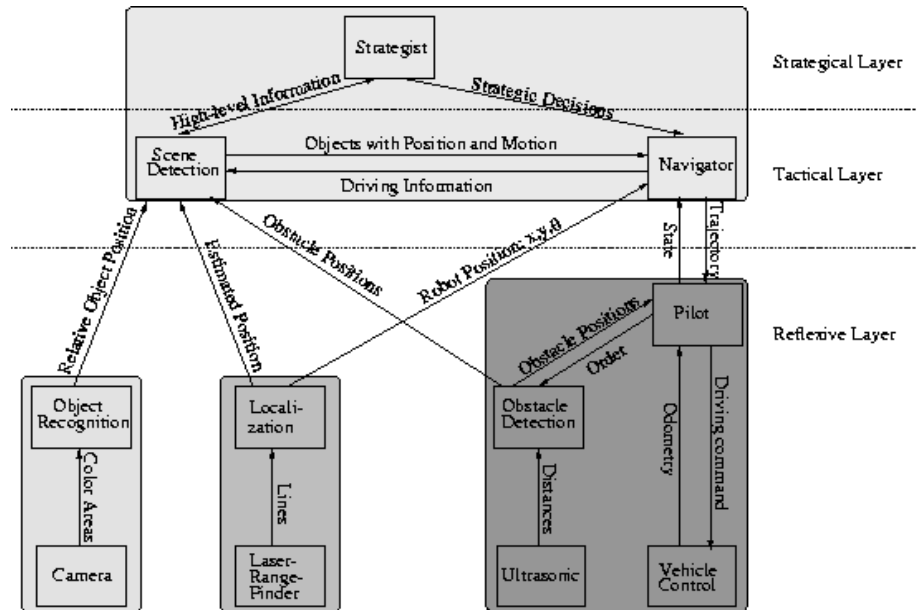 Strategist
Strategical Layer
High-level Information
Strategic Decisions
Scene
Detection
Objects with Position and Motion
Driving Information
Navigator
Tactical Layer
Relative Object Position
Estimated Position
Obstacle Positions
Robot Position: x,y,θ
State
Trajectory
Pilot
Reflexive Layer
Obstacle Positions
Order
Object
Recognition
Locali-
zation
Obstacle
Detection
Odometry
Driving command
Color Areas
Lines
Distances
Camera
Laser-
Range-
Finder
Ultrasonic
Vehicle
Control